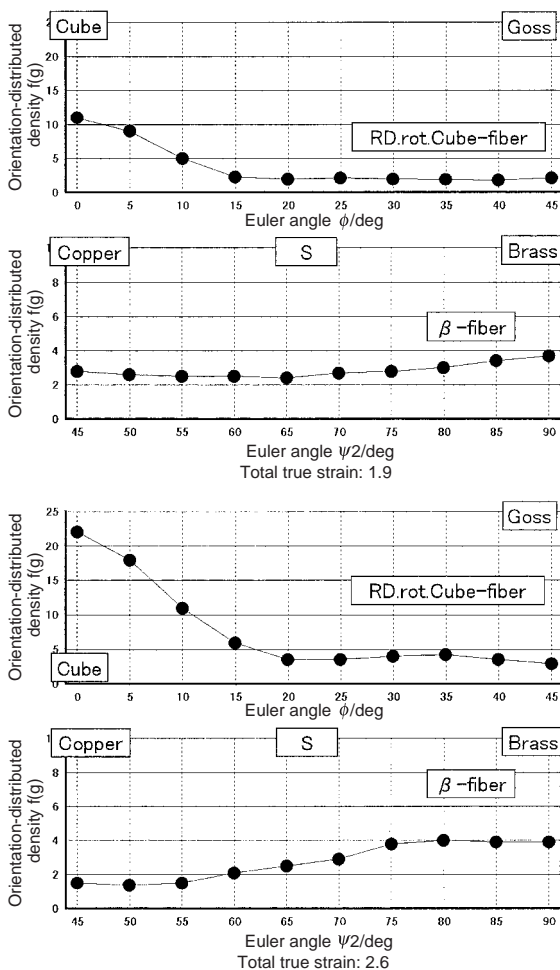 Cube
Goss
25
20
15
10
5
0
Orientation-distributed
density f(g)
RD.rot.Cube-fiber
0 5 10 15 20 25 30 35 40 45
Euler angle ϕ/deg
Copper
S
Brass
8
6
4
2
0
Orientation-distributed
density f(g)
β-fiber
45 50 55 60 65 70 75 80 85 90
Euler angle ψ2/deg
Total true strain: 1.9
25
20
15
10
5
Orientation-distributed
density f(g)
Goss
RD.rot.Cube-fiber
Cube
0 5 10 15 20 25 30 35 40 45
Euler angle ϕ/deg
Copper
S
Brass
8
6
4
2
0
Orientation-distributed
density f(g)
β-fiber
45 50 55 60 65 70 75 80 85 90
Euler angle ψ2/deg
Total true strain: 2.6